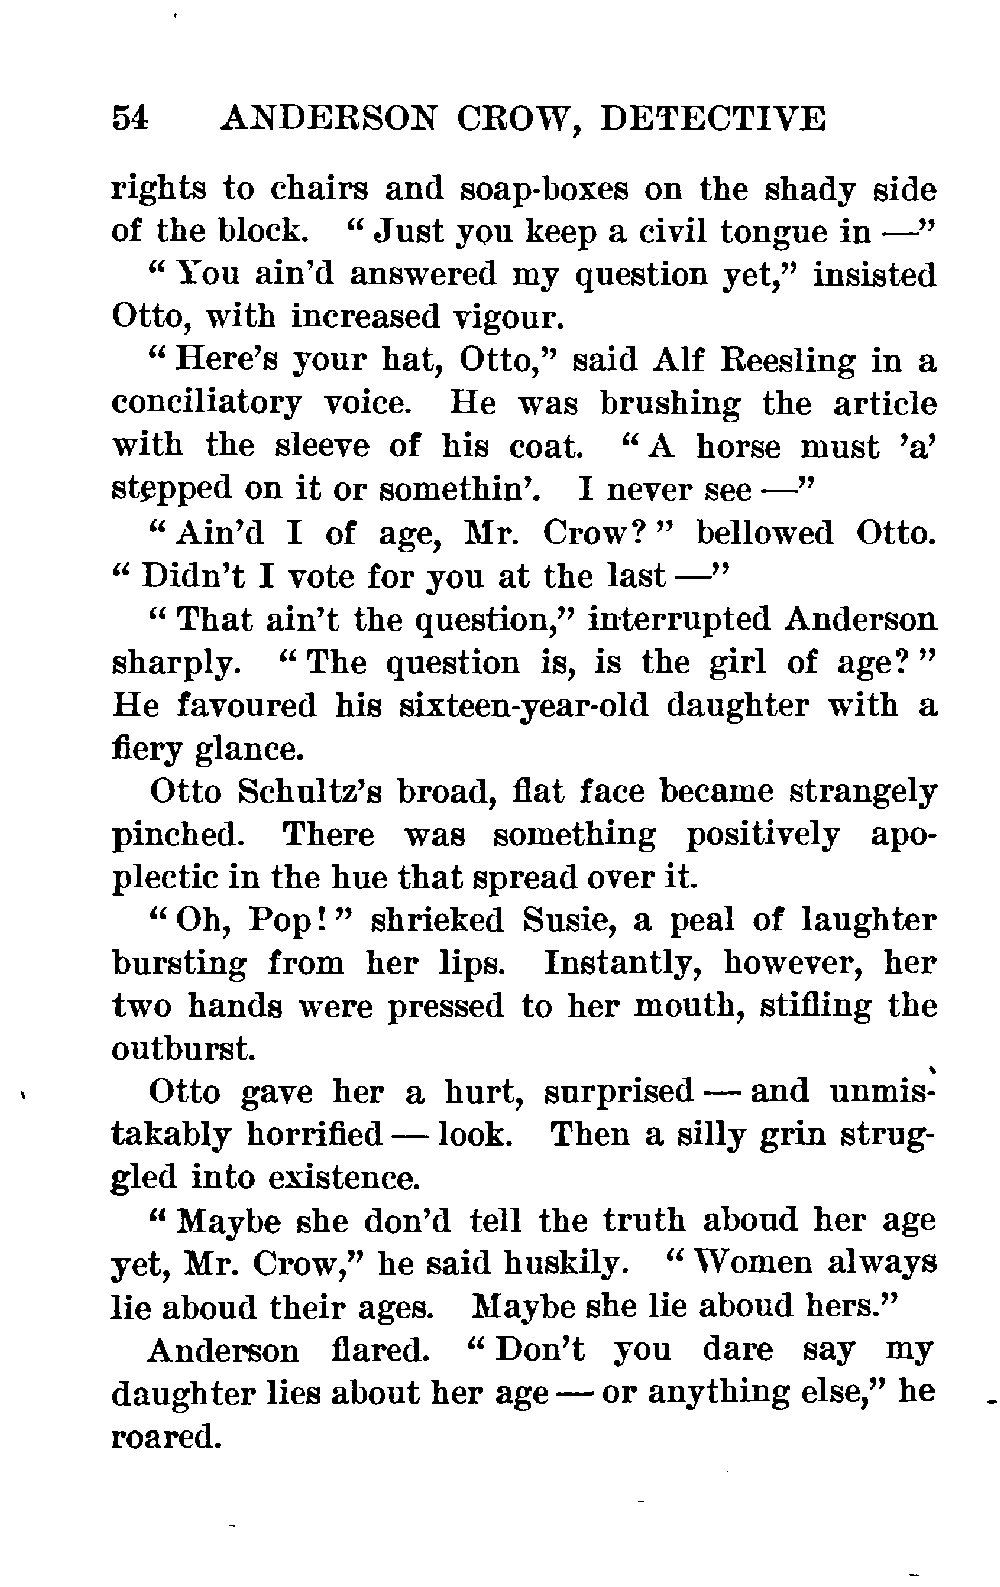 54 ANDERSON CROW, DETECTIVE
rights to chairs and soap-boxes on the shady side
of the block. “ Just you keep a civil tongue in —”
“ You ain’d answered my question yet,” insisted
Otto, with increased vigour.
“ Here’s your hat, Otto,” said Alf Reesling in a
conciliatory voice. He was brushing the article
with the sleeve of his coat. “ A horse must ’a’
stepped on it or somethin’. I never see —”
“ Ain’d I of age, Mr. Crow? ” bellowed Otto.
“ Didn’t I vote for you at the last —”
“ That ain’t the question,” interrupted Anderson
sharply. “ The question is, is the girl of age? ”
He favoured his sixteen-year-old daughter with a
fiery glance.
Otto Schultz’s broad, flat face became strangely
pinched. There was something positively apo-
plectic in the hue that spread over it.
“ Oh, Pop! ” shrieked Susie, a peal of laughter
bursting from her lips. Instantly, however, her
two hands were pressed to her mouth, stifling the
outburst.
Otto gave her a hurt, surprised — and unmis-
takably horrified — look. Then a silly grin strug-
gled into existence.
“ Maybe she don’d tell the truth aboud her age
yet, Mr. Crow,” he said huskily. “ Women always
lie aboud their ages. Maybe she lie aboud hers.”
Anderson flared. “ Don’t you dare say my
daughter lies about her age — or anything else,” he
roared.